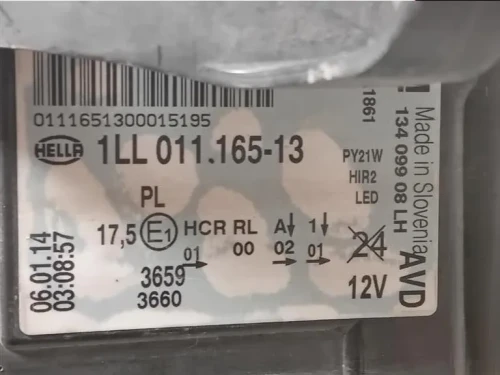 0111651300015195
HELLA 1LL 011.165-13
PY21W
HIR2
LED
PL
17,5 E1 HCR RL A↓ 1↓ 24
01 00 02 01 12V
3659
3660
06.01.14
03:08:57
1861
134 099 08 LH
Made in Slovenia
AVD